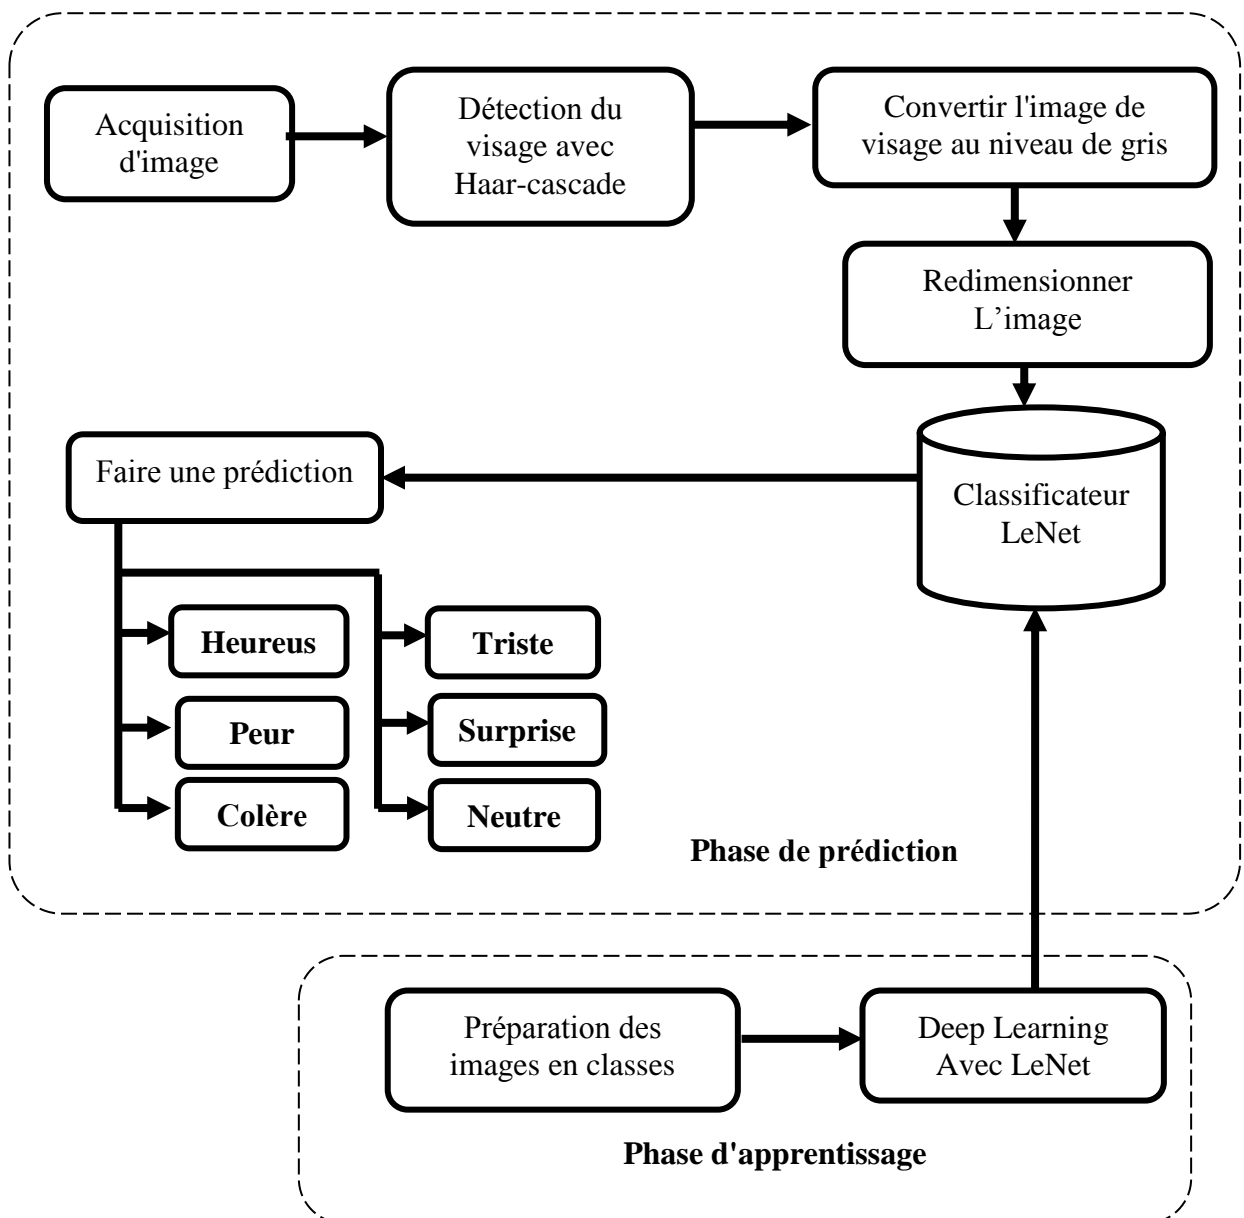 Acquisition
d'image
Détection du
visage avec
Haar-cascade
Convertir l'image de
visage au niveau de gris
Redimensionner
L’image
Classificateur
LeNet
Faire une prédiction
Heureus
Triste
Peur
Surprise
Colère
Neutre
Phase de prédiction
Préparation des
images en classes
Deep Learning
Avec LeNet
Phase d'apprentissage